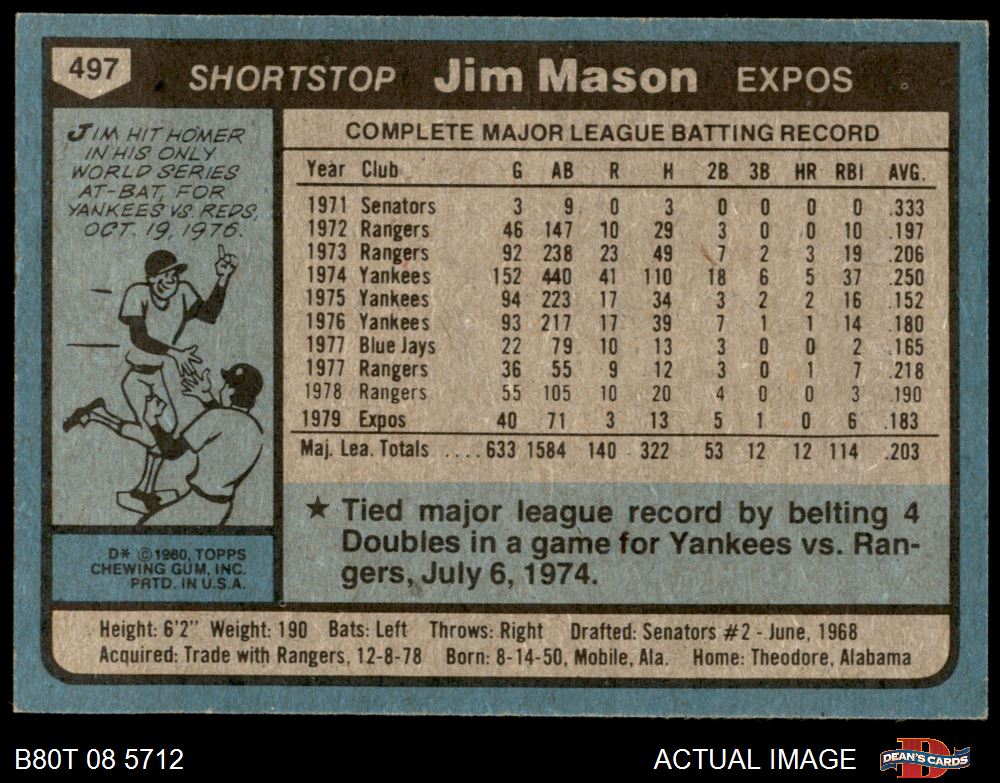 497
SHORTSTOP Jim Mason EXPOS
JIM HIT HOMER
IN HIS ONLY
WORLD SERIES
AT-BAT, FOR
YANKEES VS. REDS,
OCT. 19, 1976.
D* © 1980, TOPPS
CHEWING GUM, INC.
PRTD. IN U.S.A.
COMPLETE MAJOR LEAGUE BATTING RECORD
Year Club G AB R H 2B 3B HR RBI AVG.
1971 Senators 3 9 0 3 0 0 0 0 .333
1972 Rangers 46 147 10 29 3 0 0 10 .197
1973 Rangers 92 238 23 49 7 2 3 19 .206
1974 Yankees 152 440 41 110 18 6 5 37 .250
1975 Yankees 94 223 17 34 3 2 2 16 .152
1976 Yankees 93 217 17 39 7 1 1 14 .180
1977 Blue Jays 22 79 10 13 3 0 0 2 .165
1977 Rangers 36 55 9 12 3 0 1 7 .218
1978 Rangers 55 105 10 20 4 0 0 3 .190
1979 Expos 40 71 3 13 5 1 0 6 .183
Maj. Lea. Totals ....633 1584 140 322 53 12 12 114 .203
★ Tied major league record by belting 4
Doubles in a game for Yankees vs. Ran-
gers, July 6, 1974.
Height: 6'2" Weight: 190 Bats: Left Throws: Right Drafted: Senators #2 - June, 1968
Acquired: Trade with Rangers, 12-8-78 Born: 8-14-50, Mobile, Ala. Home: Theodore, Alabama
B80T 08 5712 ACTUAL IMAGE DEAN'S CARDS